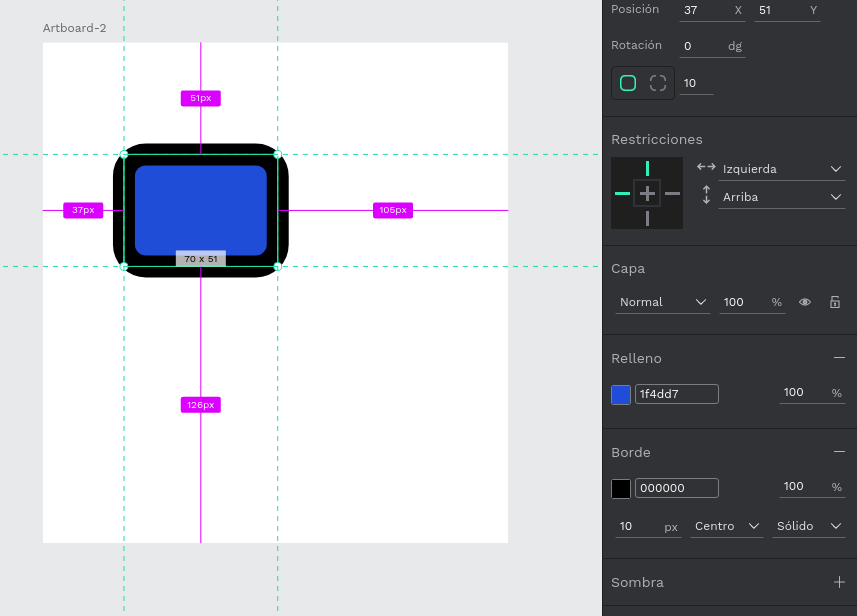 Artboard-2
51px
37px
105px
70 x 51
126px
Posición 37 X 51 Y
Rotación 0 dg
10
Restricciones
Izquierda
Arriba
Capa
Normal 100 %
Relleno
1f4dd7 100 %
Borde
000000 100 %
10 px Centro Sólido
Sombra